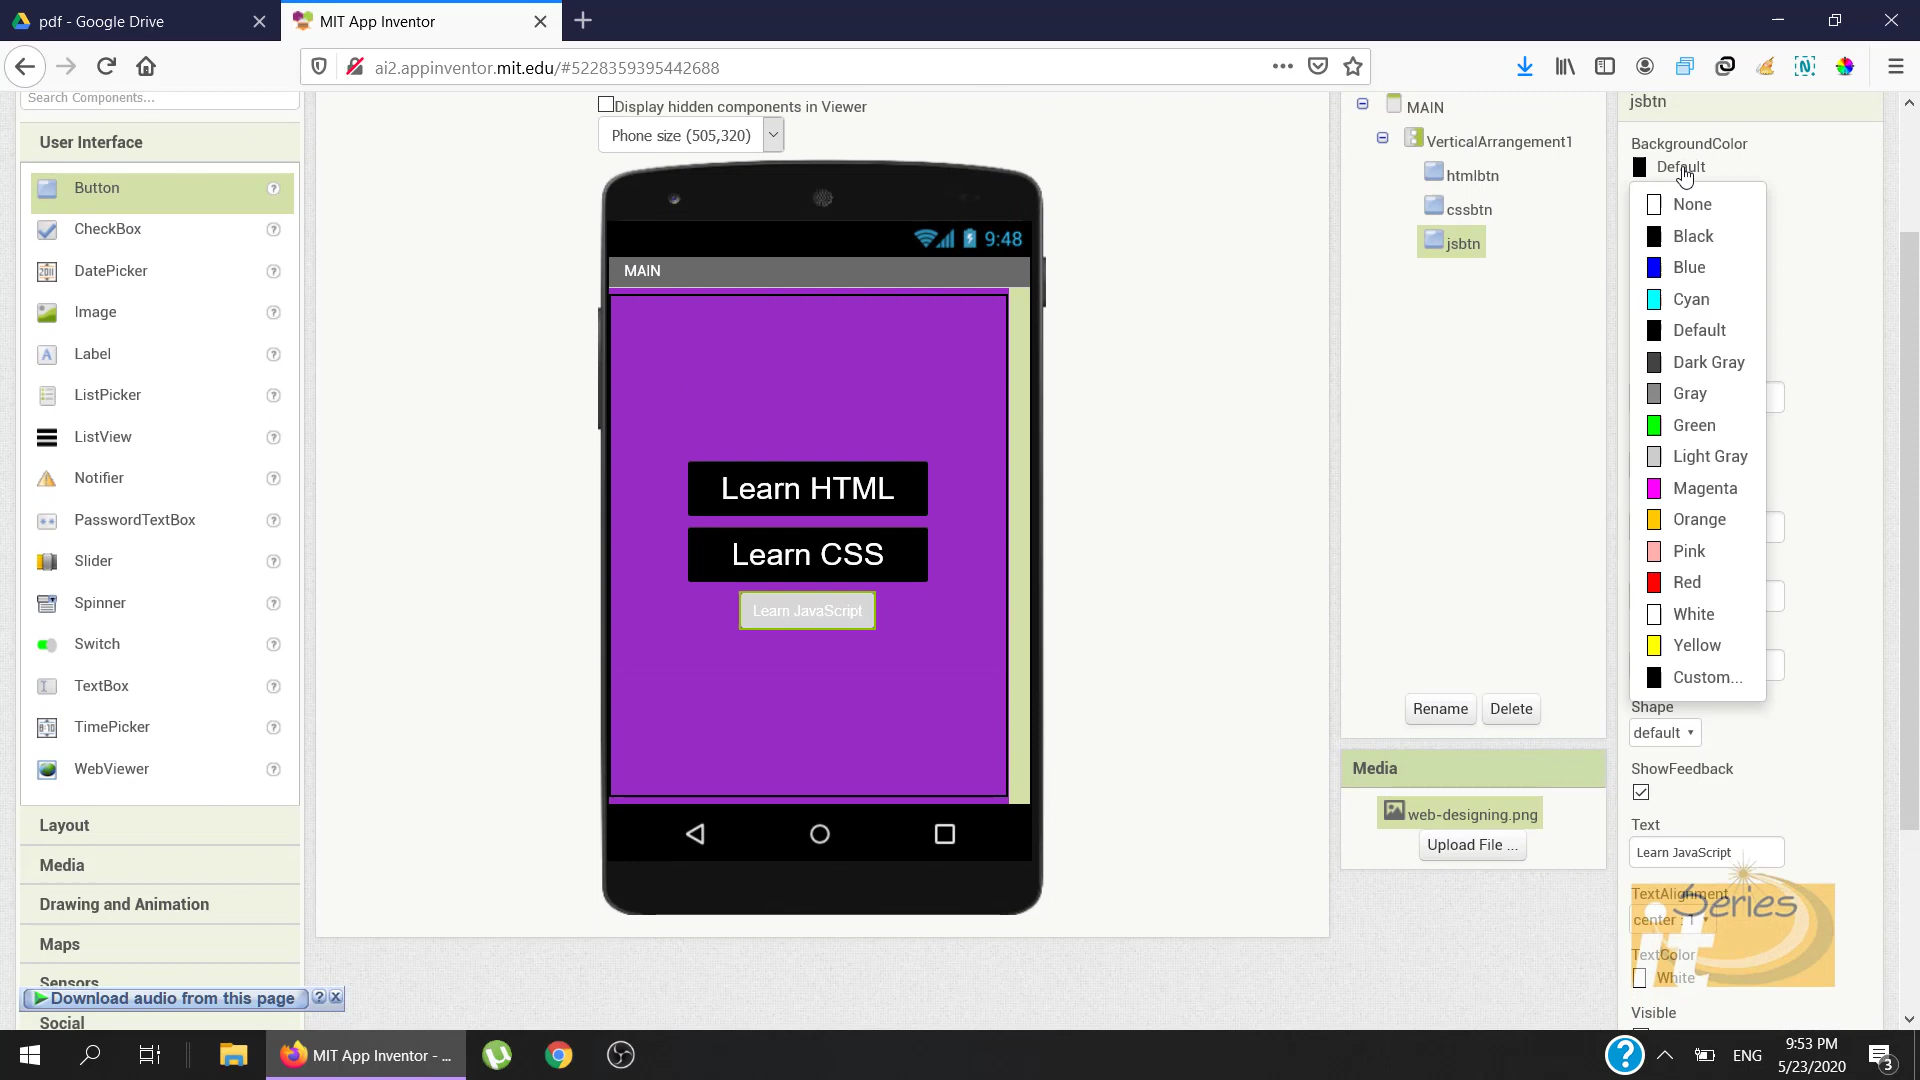 pdf - Google Drive
MIT App Inventor
ai2.appinventor.mit.edu/#5228359395442688
Search Components...
User Interface
Button
CheckBox
DatePicker
Image
Label
ListPicker
ListView
Notifier
PasswordTextBox
Slider
Spinner
Switch
TextBox
TimePicker
WebViewer
Layout
Media
Drawing and Animation
Maps
Sensors
Download audio from this page
Social
Display hidden components in Viewer
Phone size (505,320)
9:48
MAIN
Learn HTML
Learn CSS
Learn JavaScript
MAIN
VerticalArrangement1
htmlbtn
cssbtn
jsbtn
Rename
Delete
Media
web-designing.png
Upload File ...
jsbtn
BackgroundColor
Default
None
Black
Blue
Cyan
Default
Dark Gray
Gray
Green
Light Gray
Magenta
Orange
Pink
Red
White
Yellow
Custom...
Shape
default
ShowFeedback
Text
Learn JavaScript
TextAlignment
center : 1
TextColor
White
Visible
it Series
MIT App Inventor - ...
ENG
9:53 PM
5/23/2020
3